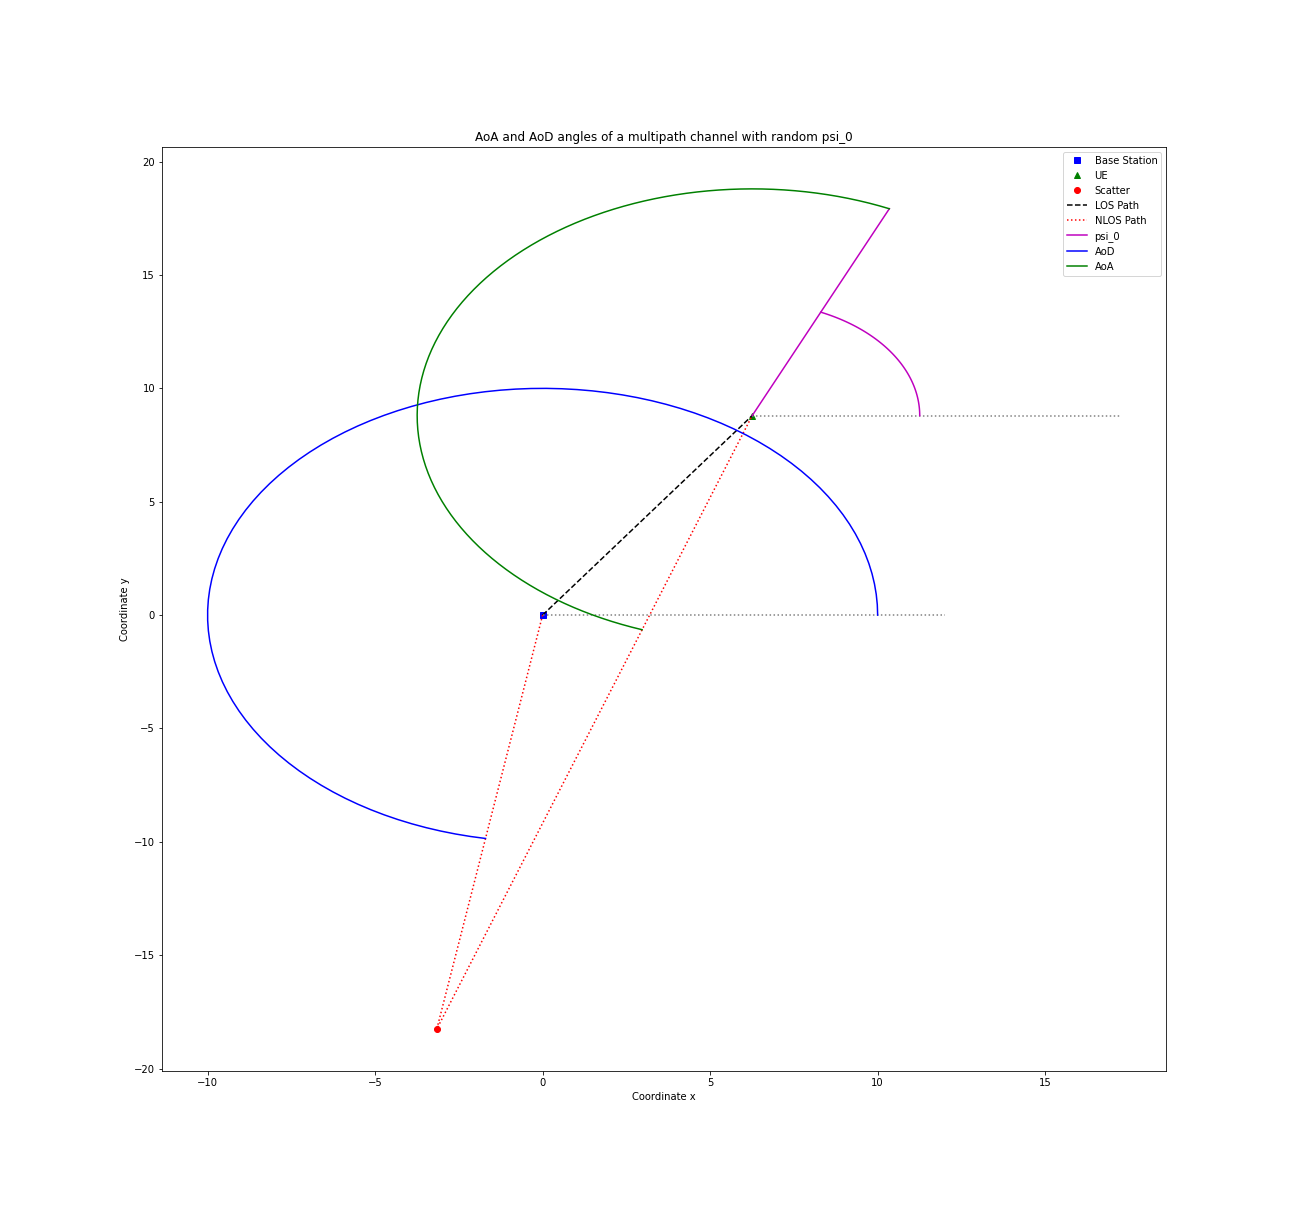 AoA and AoD angles of a multipath channel with random psi_0
Base Station
UE
Scatter
LOS Path
NLOS Path
psi_0
AoD
AoA
20
15
10
5
0
−5
−10
−15
−20
Coordinate y
−10
−5
0
5
10
15
Coordinate x